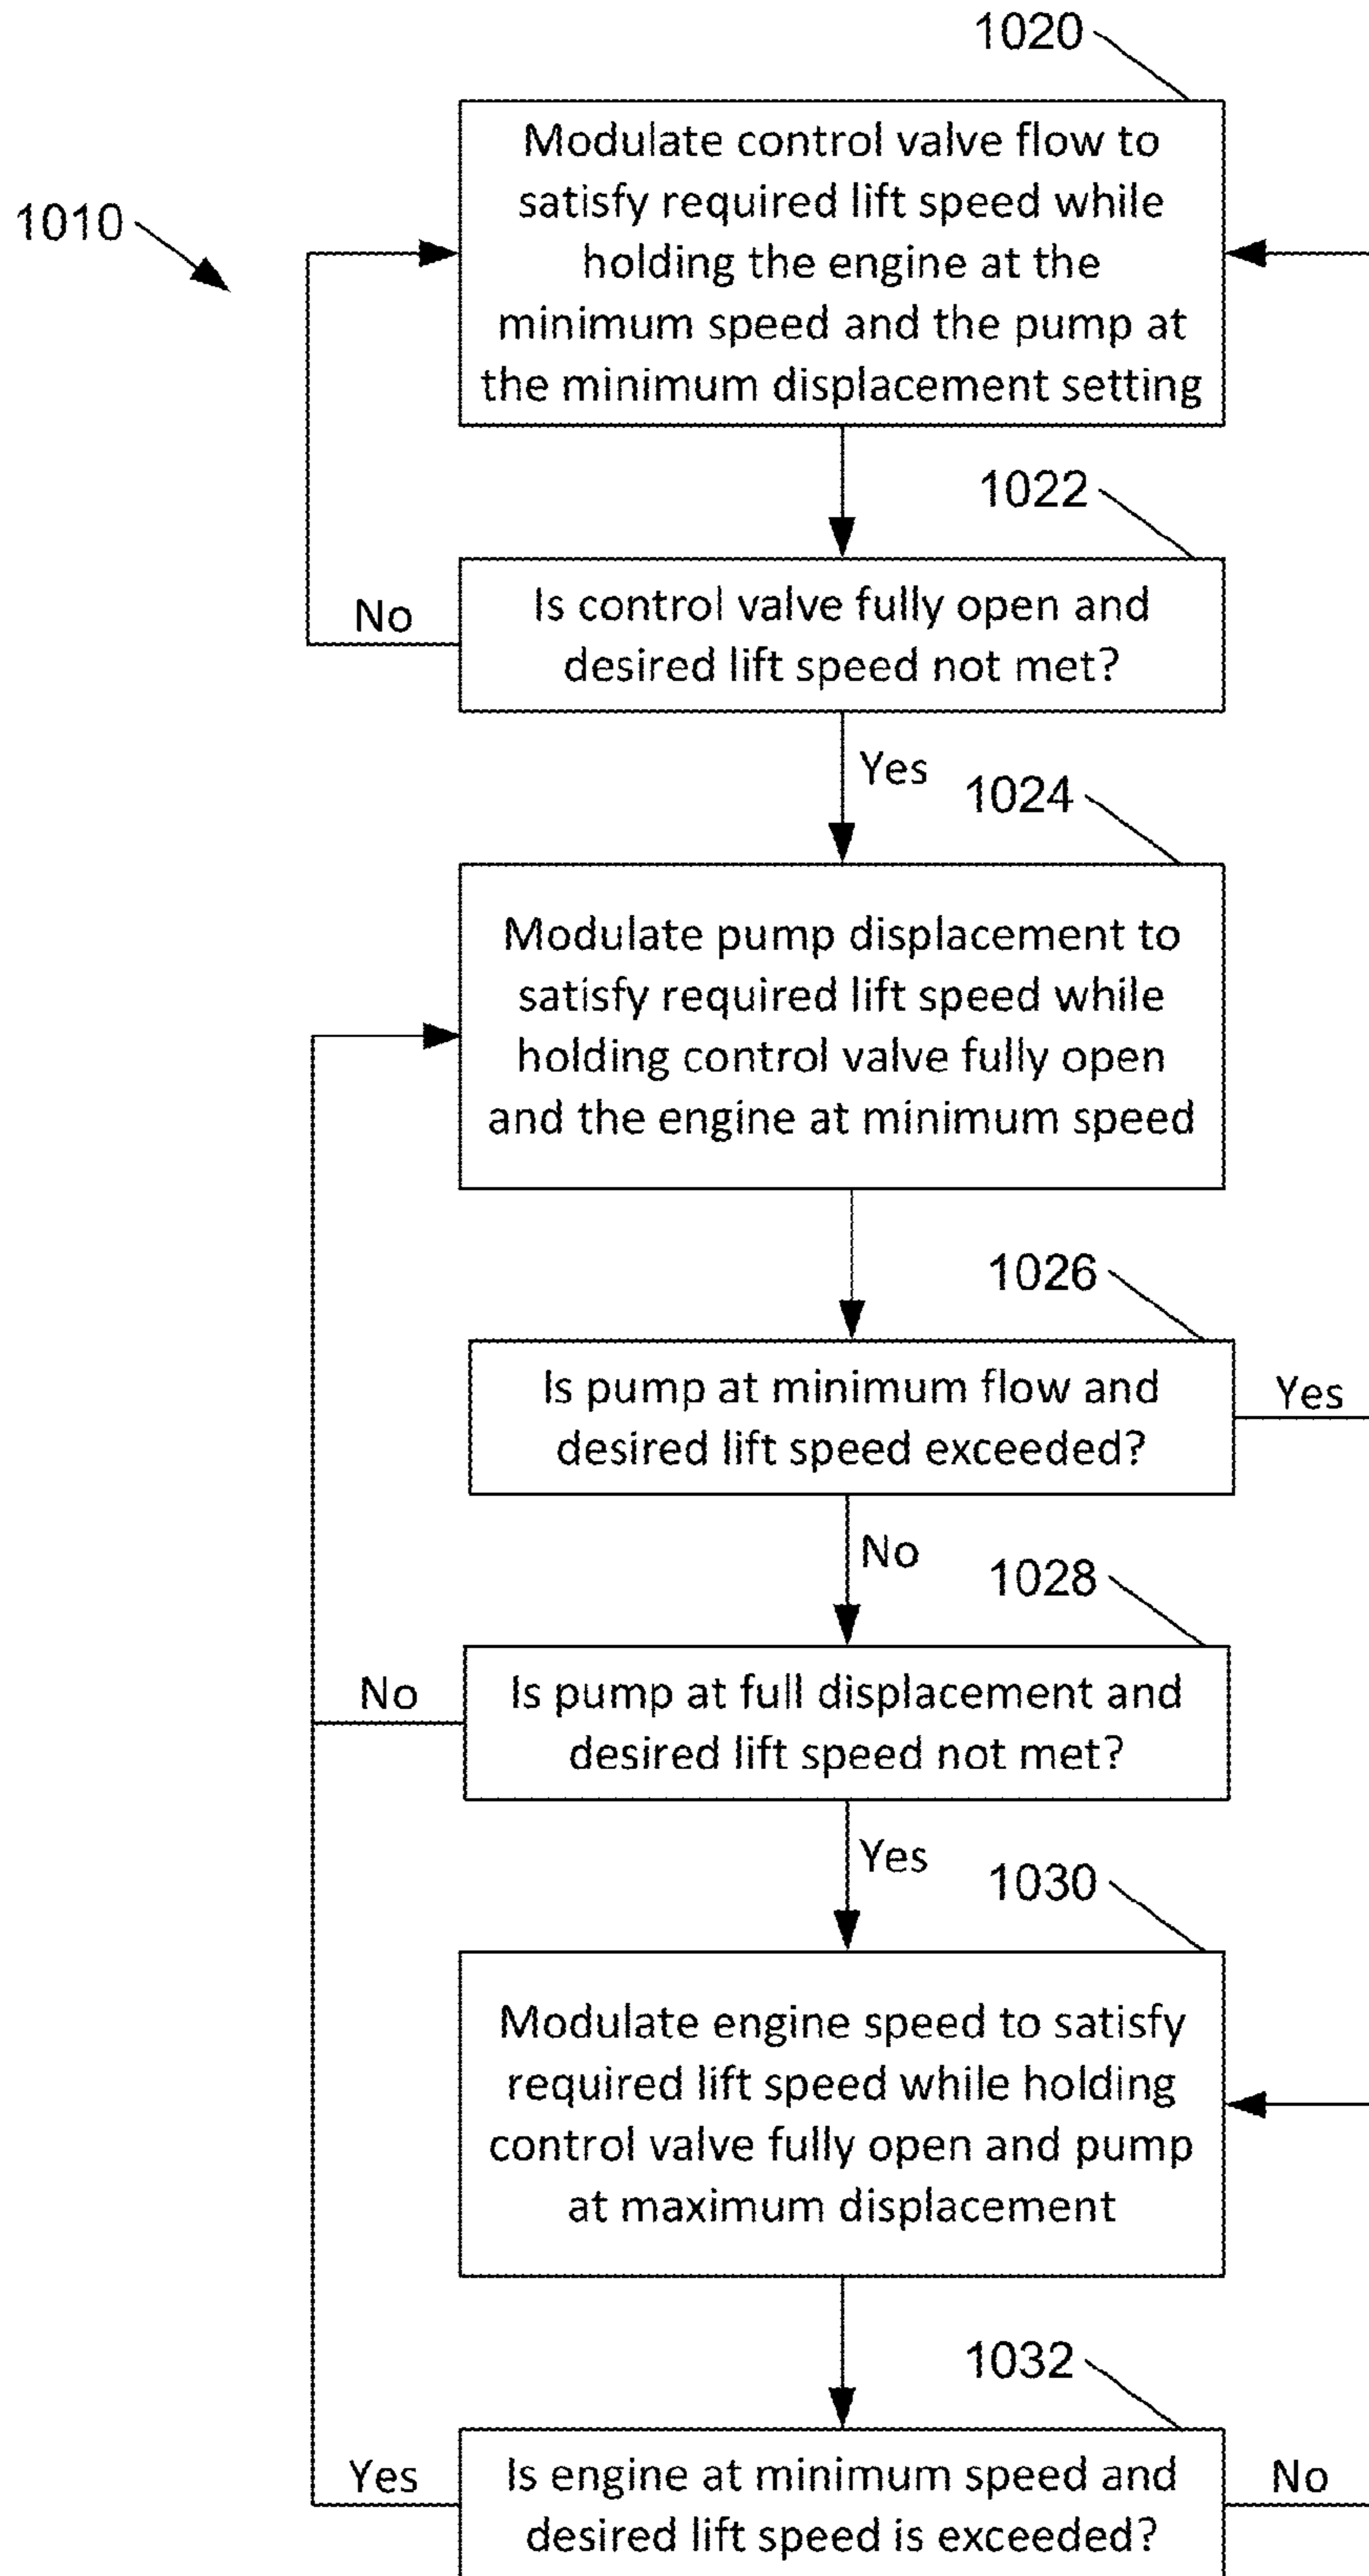 1020
1010
Modulate control valve flow to
satisfy required lift speed while
holding the engine at the
minimum speed and the pump at
the minimum displacement setting
1022
No
Is control valve fully open and
desired lift speed not met?
Yes
1024
Modulate pump displacement to
satisfy required lift speed while
holding control valve fully open
and the engine at minimum speed
1026
Is pump at minimum flow and
desired lift speed exceeded?
Yes
No
1028
No
Is pump at full displacement and
desired lift speed not met?
Yes
1030
Modulate engine speed to satisfy
required lift speed while holding
control valve fully open and pump
at maximum displacement
1032
Yes
Is engine at minimum speed and
desired lift speed is exceeded?
No